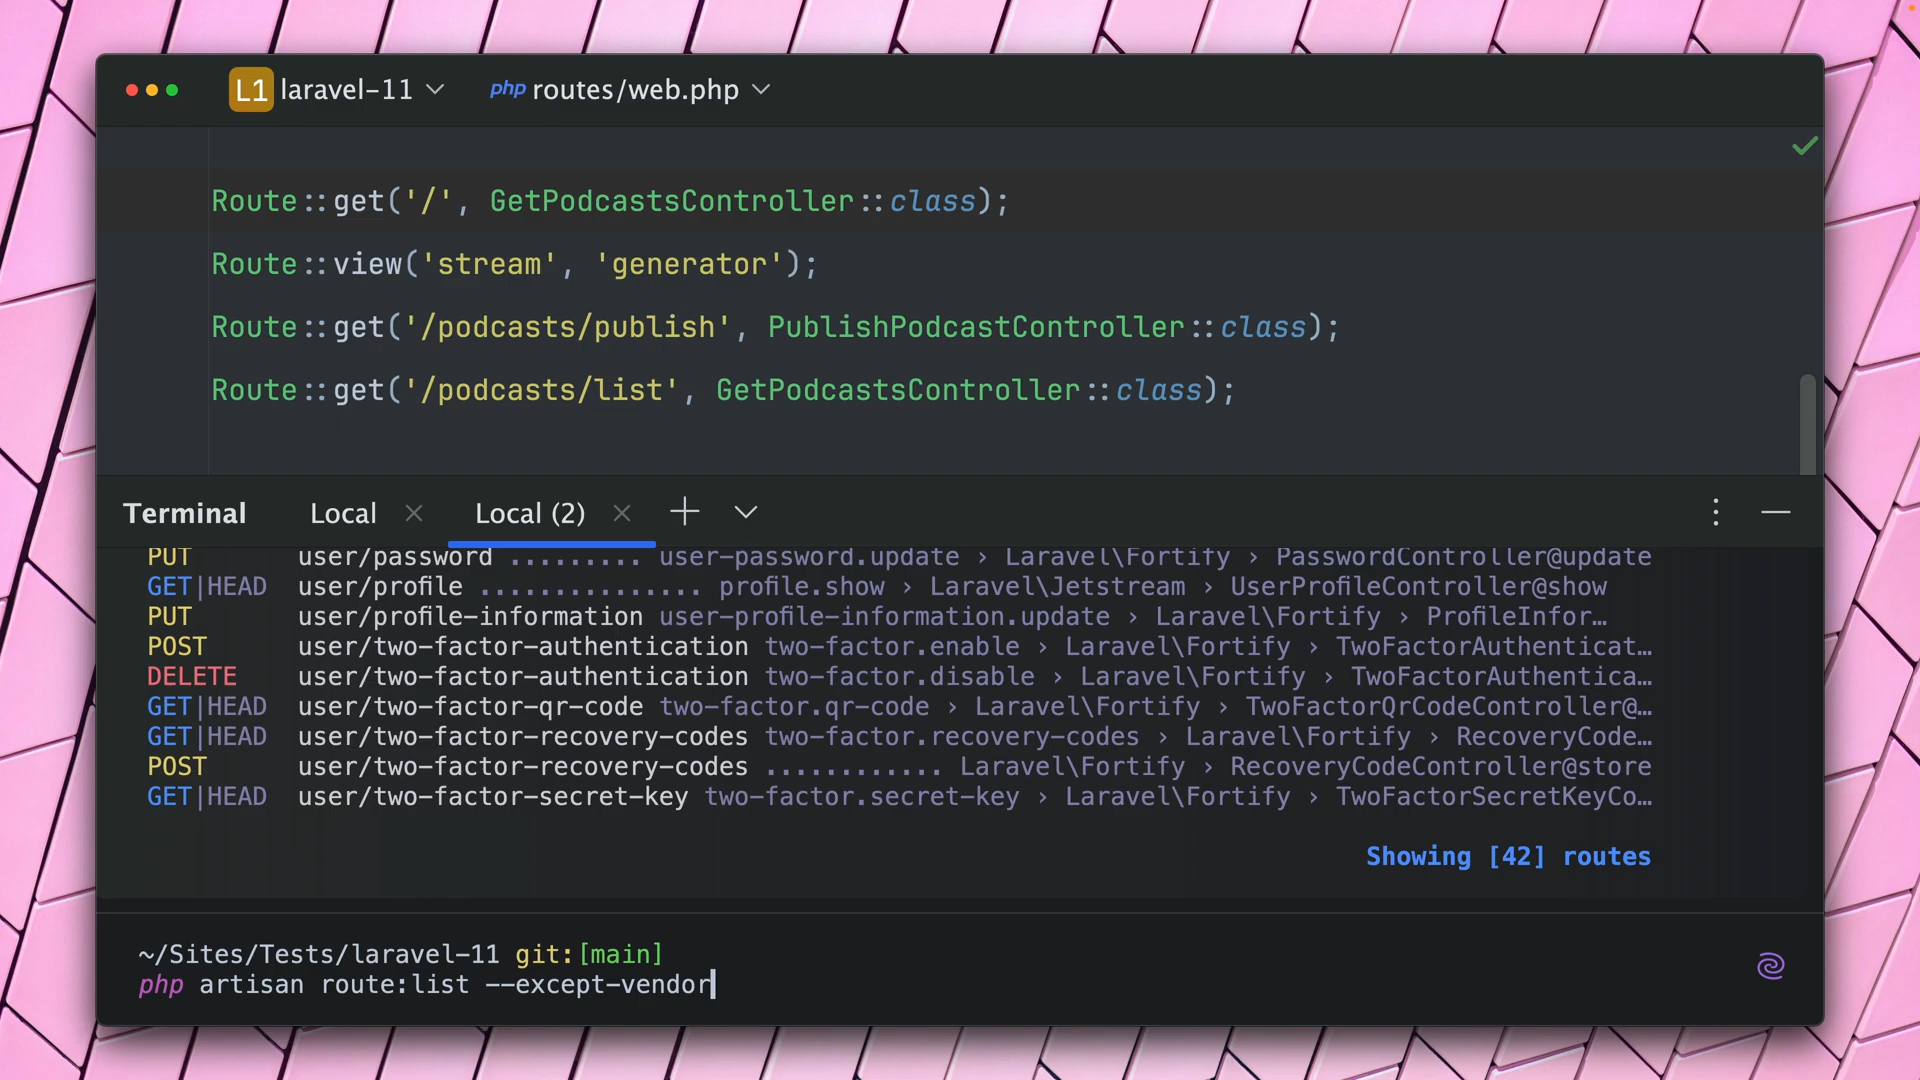 L1 laravel-11 php routes/web.php
Route::get('/', GetPodcastsController::class);
Route::view('stream', 'generator');
Route::get('/podcasts/publish', PublishPodcastController::class);
Route::get('/podcasts/list', GetPodcastsController::class);
Terminal Local Local (2)
PUT user/password ......... user-password.update › Laravel\Fortify › PasswordController@update
GET|HEAD user/profile ............... profile.show › Laravel\Jetstream › UserProfileController@show
PUT user/profile-information user-profile-information.update › Laravel\Fortify › ProfileInfor…
POST user/two-factor-authentication two-factor.enable › Laravel\Fortify › TwoFactorAuthenticat…
DELETE user/two-factor-authentication two-factor.disable › Laravel\Fortify › TwoFactorAuthentica…
GET|HEAD user/two-factor-qr-code two-factor.qr-code › Laravel\Fortify › TwoFactorQrCodeController@…
GET|HEAD user/two-factor-recovery-codes two-factor.recovery-codes › Laravel\Fortify › RecoveryCode…
POST user/two-factor-recovery-codes ............ Laravel\Fortify › RecoveryCodeController@store
GET|HEAD user/two-factor-secret-key two-factor.secret-key › Laravel\Fortify › TwoFactorSecretKeyCo…
Showing [42] routes
~/Sites/Tests/laravel-11 git:[main]
php artisan route:list --except-vendor